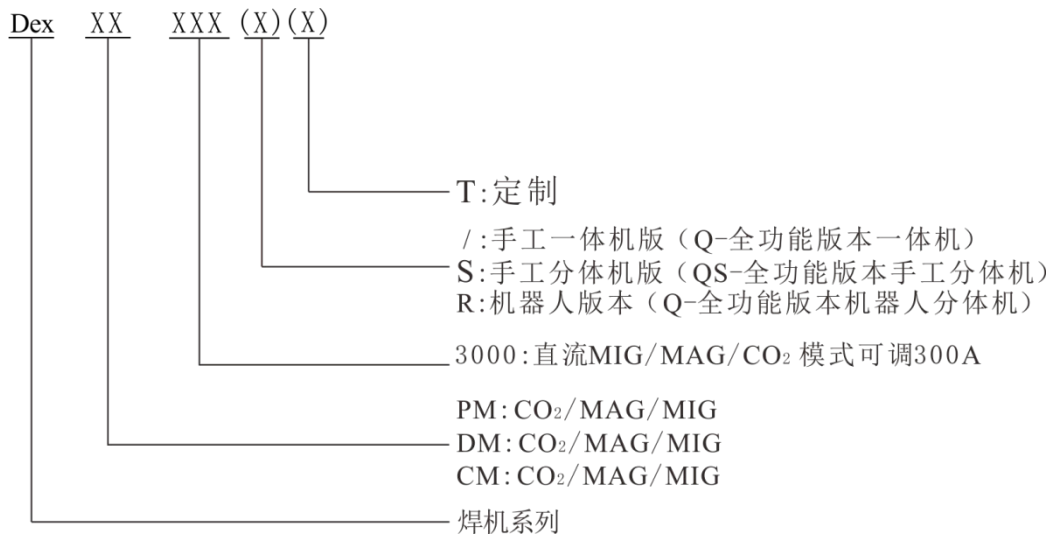 Dex XX XXX (X)(X)
T:定制
/:手工一体机版（Q-全功能版本一体机）
S:手工分体机版（QS-全功能版本手工分体机）
R:机器人版本（Q-全功能版本机器人分体机）
3000:直流MIG/MAG/CO₂ 模式可调300A
PM:CO₂/MAG/MIG
DM:CO₂/MAG/MIG
CM:CO₂/MAG/MIG
焊机系列